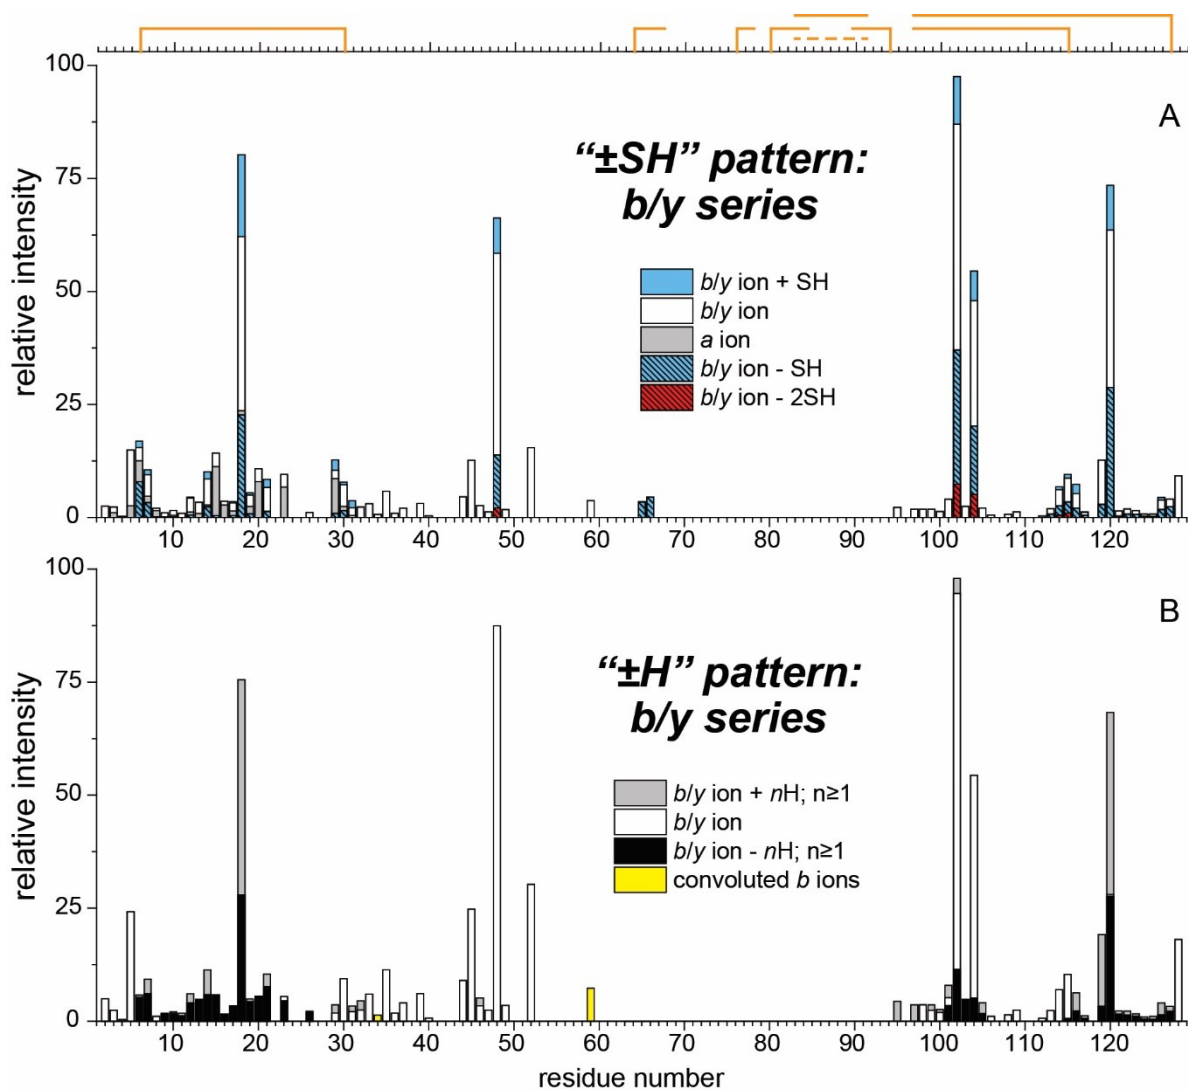 100
75
50
25
0
relative intensity
A
“±SH” pattern:
b/y series
b/y ion + SH
b/y ion
a ion
b/y ion - SH
b/y ion - 2SH
10 20 30 40 50 60 70 80 90 100 110 120
100
75
50
25
0
relative intensity
B
“±H” pattern:
b/y series
b/y ion + nH; n≥1
b/y ion
b/y ion - nH; n≥1
convoluted b ions
10 20 30 40 50 60 70 80 90 100 110 120
residue number